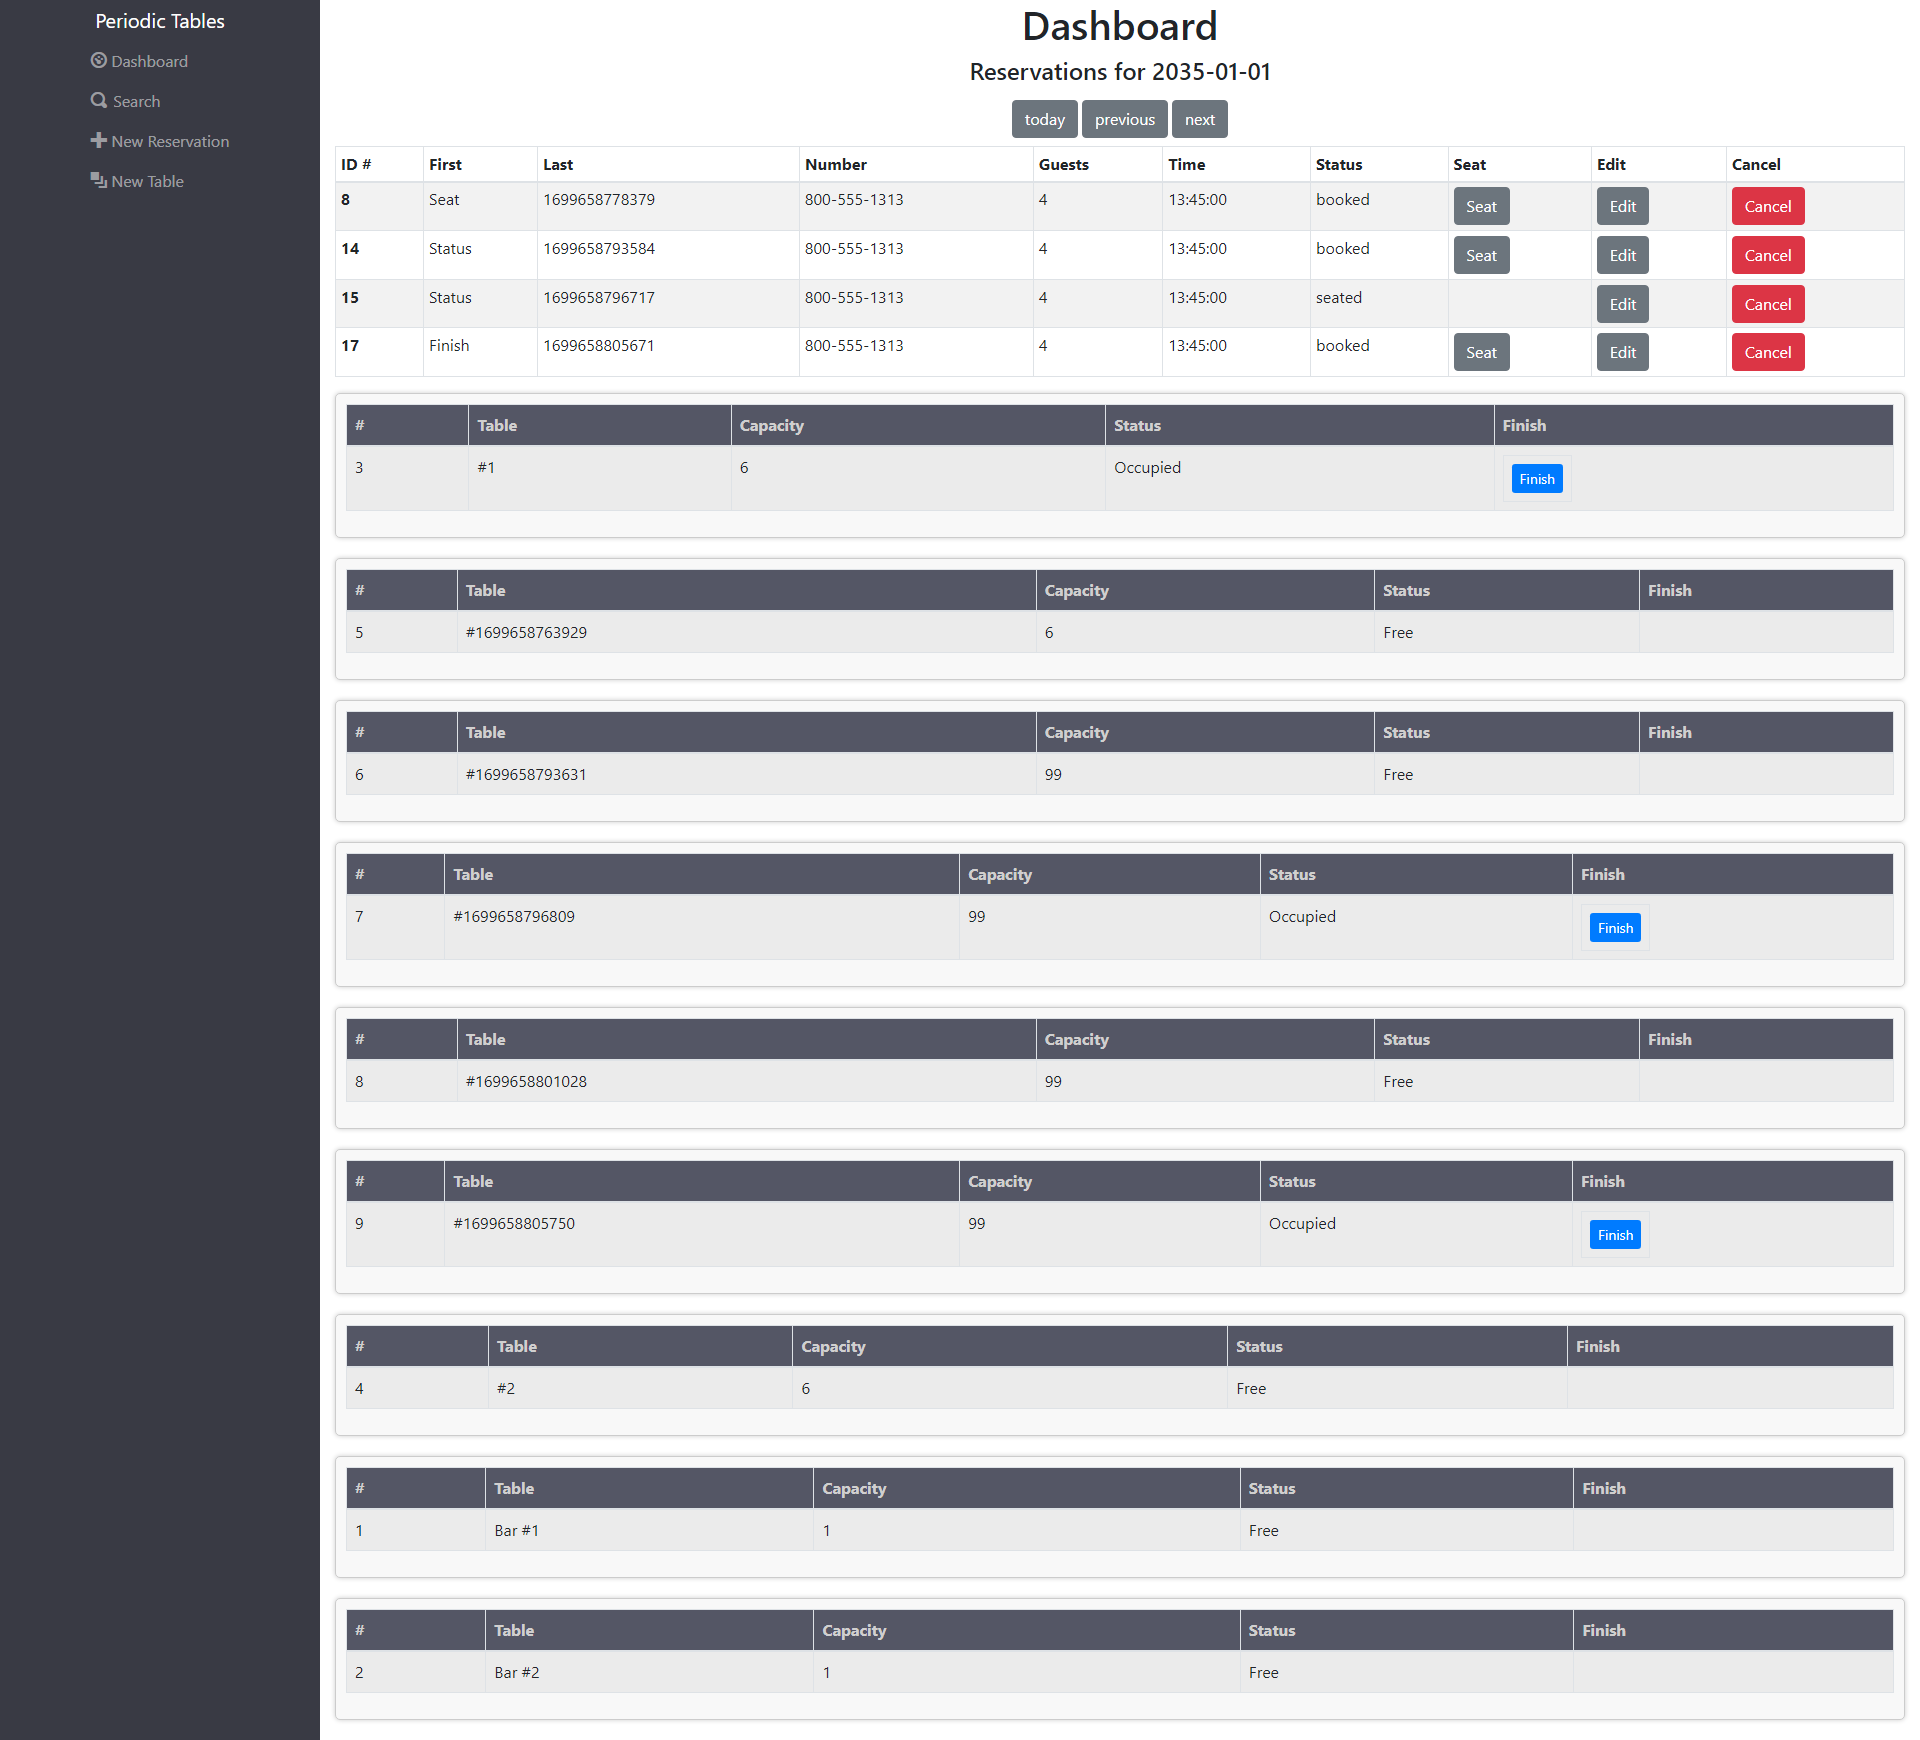 Periodic Tables
Dashboard
Search
New Reservation
New Table
Dashboard
Reservations for 2035-01-01
today previous next
ID # First Last Number Guests Time Status Seat Edit Cancel
8 Seat 1699658778379 800-555-1313 4 13:45:00 booked Seat Edit Cancel
14 Status 1699658793584 800-555-1313 4 13:45:00 booked Seat Edit Cancel
15 Status 1699658796717 800-555-1313 4 13:45:00 seated Edit Cancel
17 Finish 1699658805671 800-555-1313 4 13:45:00 booked Seat Edit Cancel
# Table Capacity Status Finish
3 #1 6 Occupied Finish
# Table Capacity Status Finish
5 #1699658763929 6 Free
# Table Capacity Status Finish
6 #1699658793631 99 Free
# Table Capacity Status Finish
7 #1699658796809 99 Occupied Finish
# Table Capacity Status Finish
8 #1699658801028 99 Free
# Table Capacity Status Finish
9 #1699658805750 99 Occupied Finish
# Table Capacity Status Finish
4 #2 6 Free
# Table Capacity Status Finish
1 Bar #1 1 Free
# Table Capacity Status Finish
2 Bar #2 1 Free